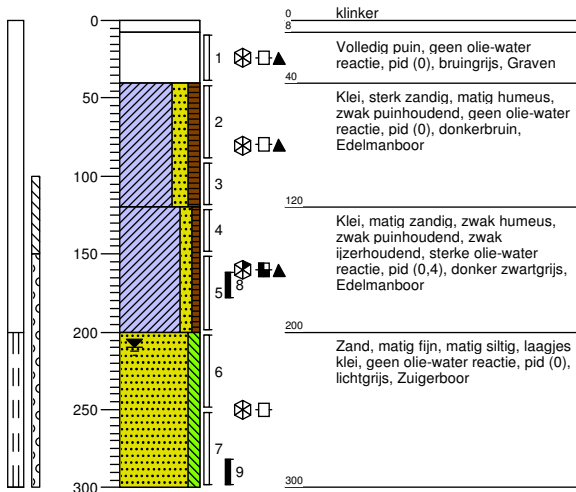 0
50
100
150
200
250
300
1
2
3
4
5
8
6
7
9
0
klinker
8
Volledig puin, geen olie-water
reactie, pid (0), bruingrijs, Graven
40
Klei, sterk zandig, matig humeus,
zwak puinhoudend, geen olie-water
reactie, pid (0), donkerbruin,
Edelmanboor
120
Klei, matig zandig, zwak humeus,
zwak puinhoudend, zwak
ijzerhoudend, sterke olie-water
reactie, pid (0,4), donker zwartgrijs,
Edelmanboor
200
Zand, matig fijn, matig siltig, laagjes
klei, geen olie-water reactie, pid (0),
lichtgrijs, Zuigerboor
300